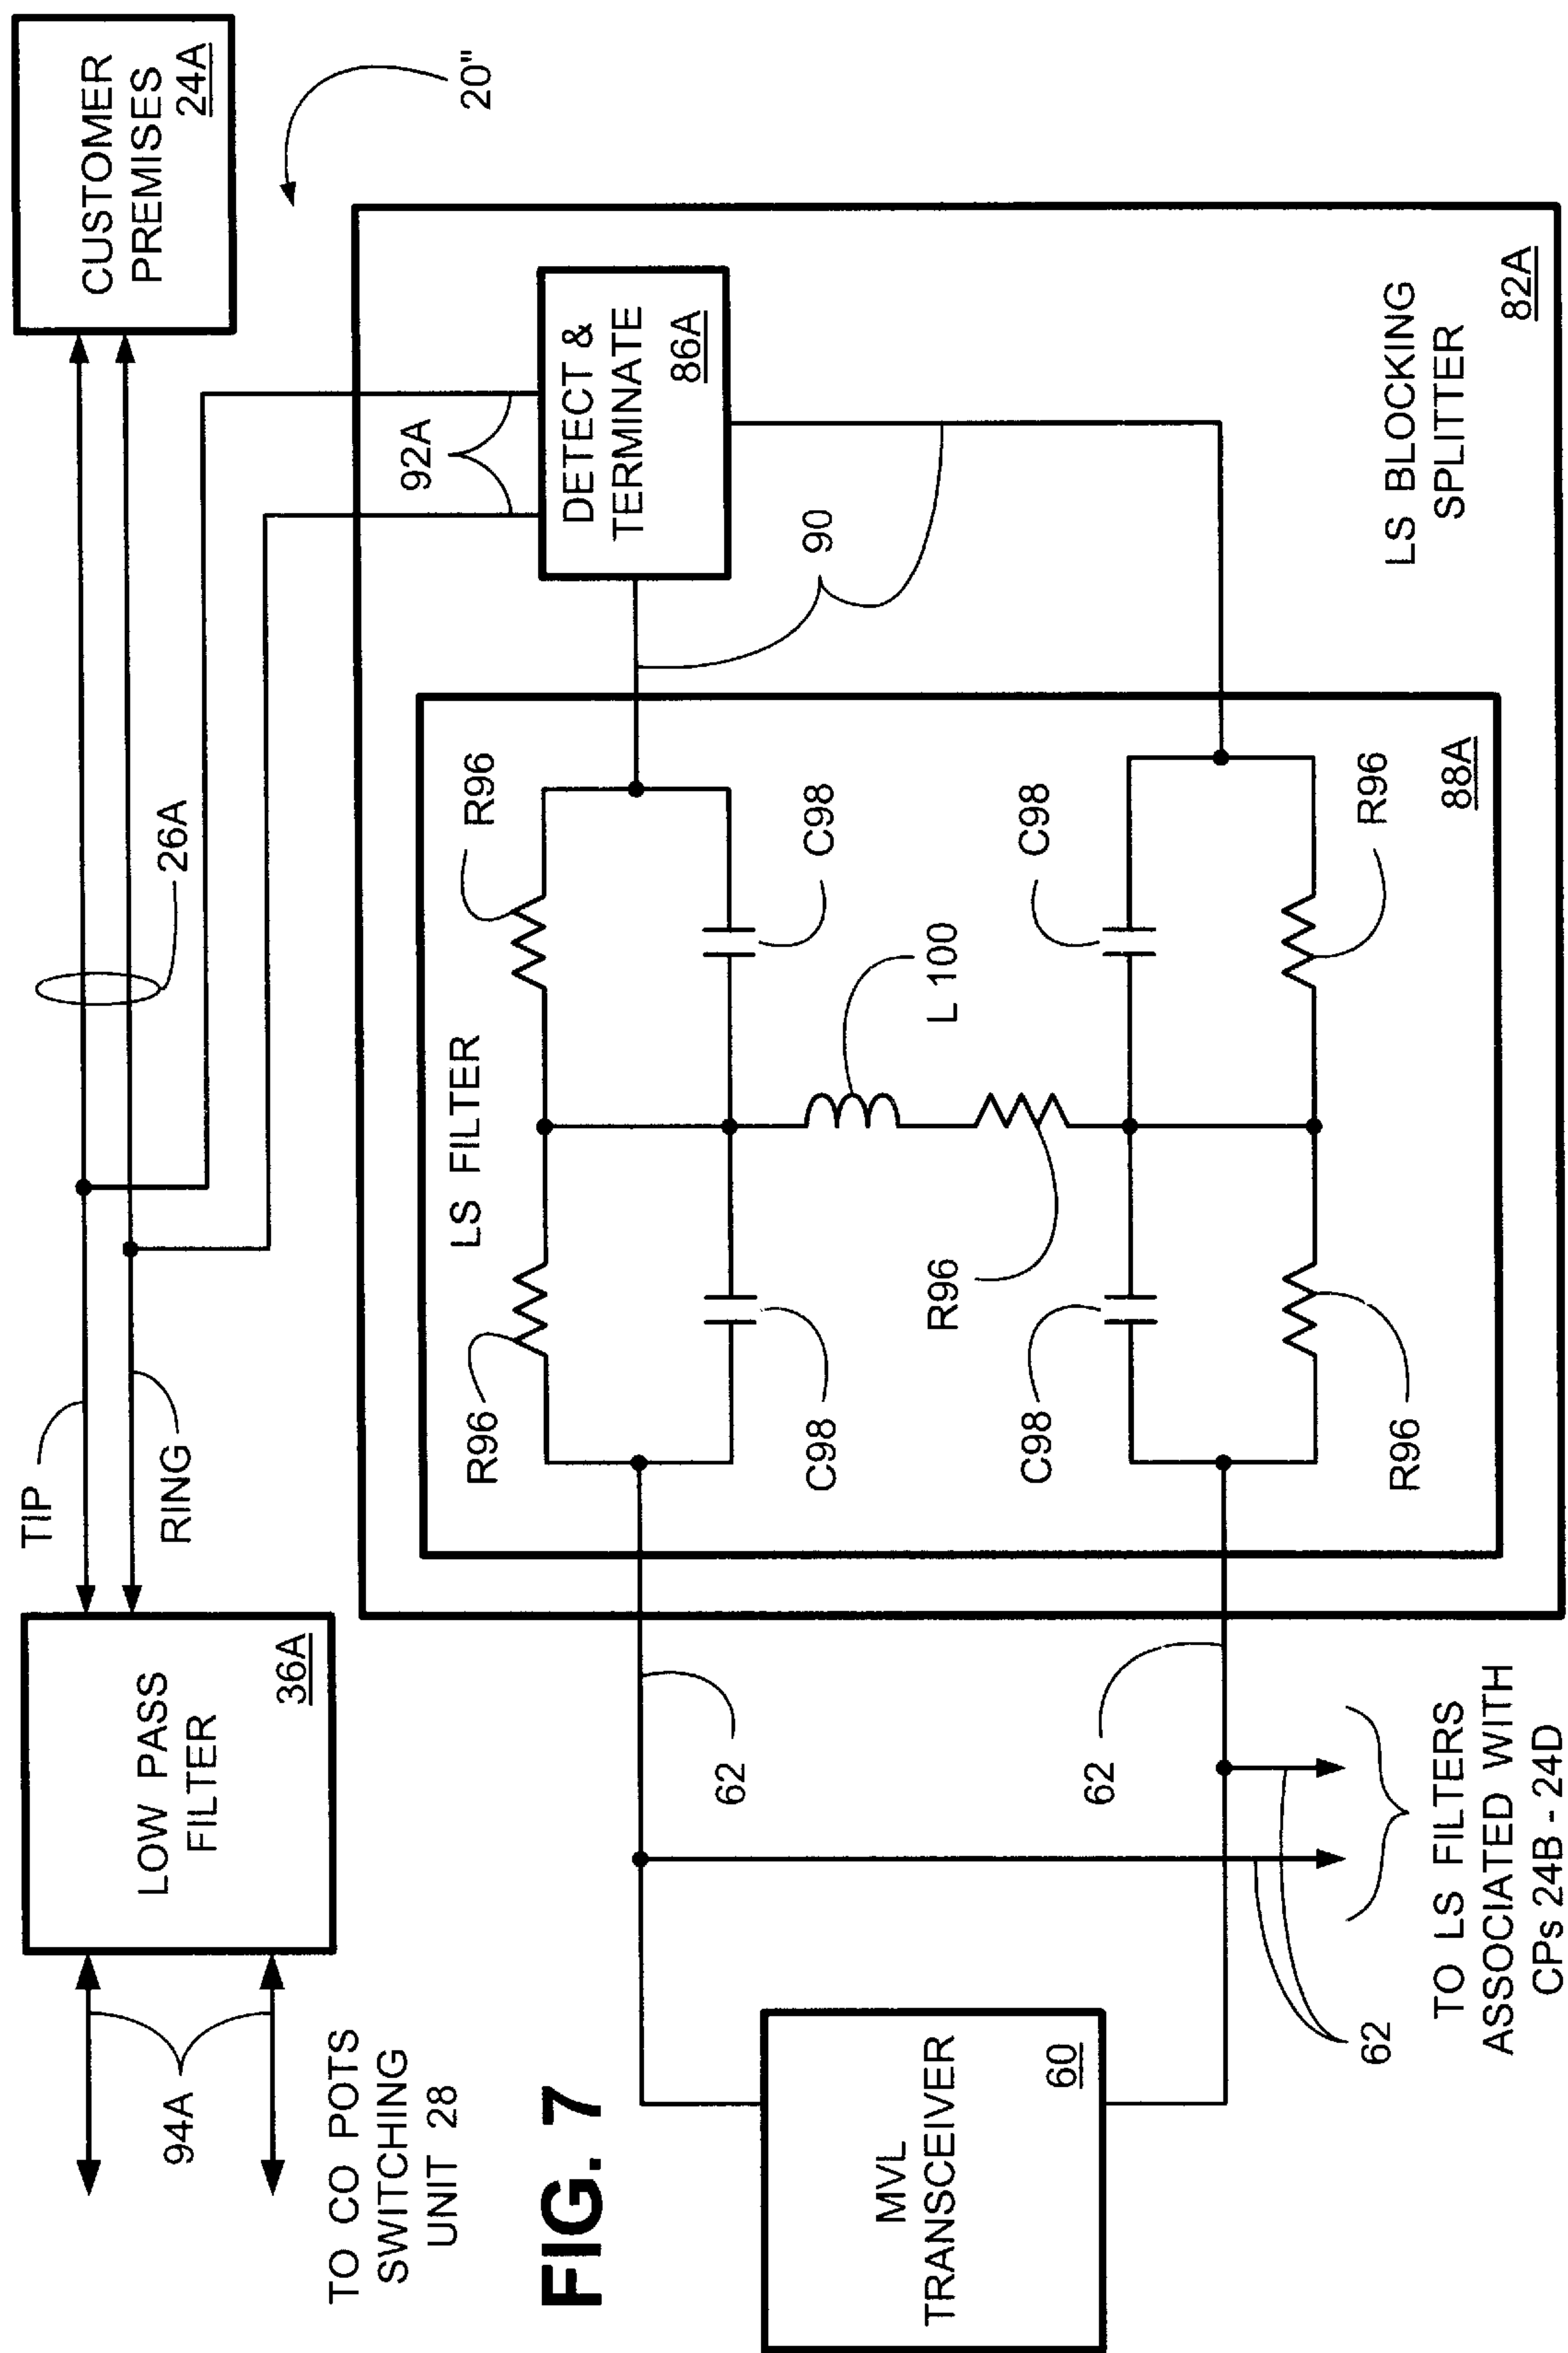 TO CO POTS
SWITCHING
UNIT 28
94A
LOW PASS
FILTER
36A
TIP
RING
26A
CUSTOMER
PREMISES
24A
20"
92A
DETECT &
TERMINATE
86A
90
LS FILTER
R96
R96
C98
C98
L 100
R96
C98
C98
R96
R96
88A
LS BLOCKING
SPLITTER
82A
62
62
62
TO LS FILTERS
ASSOCIATED WITH
CPs 24B - 24D
MVL
TRANSCEIVER
60
FIG. 7